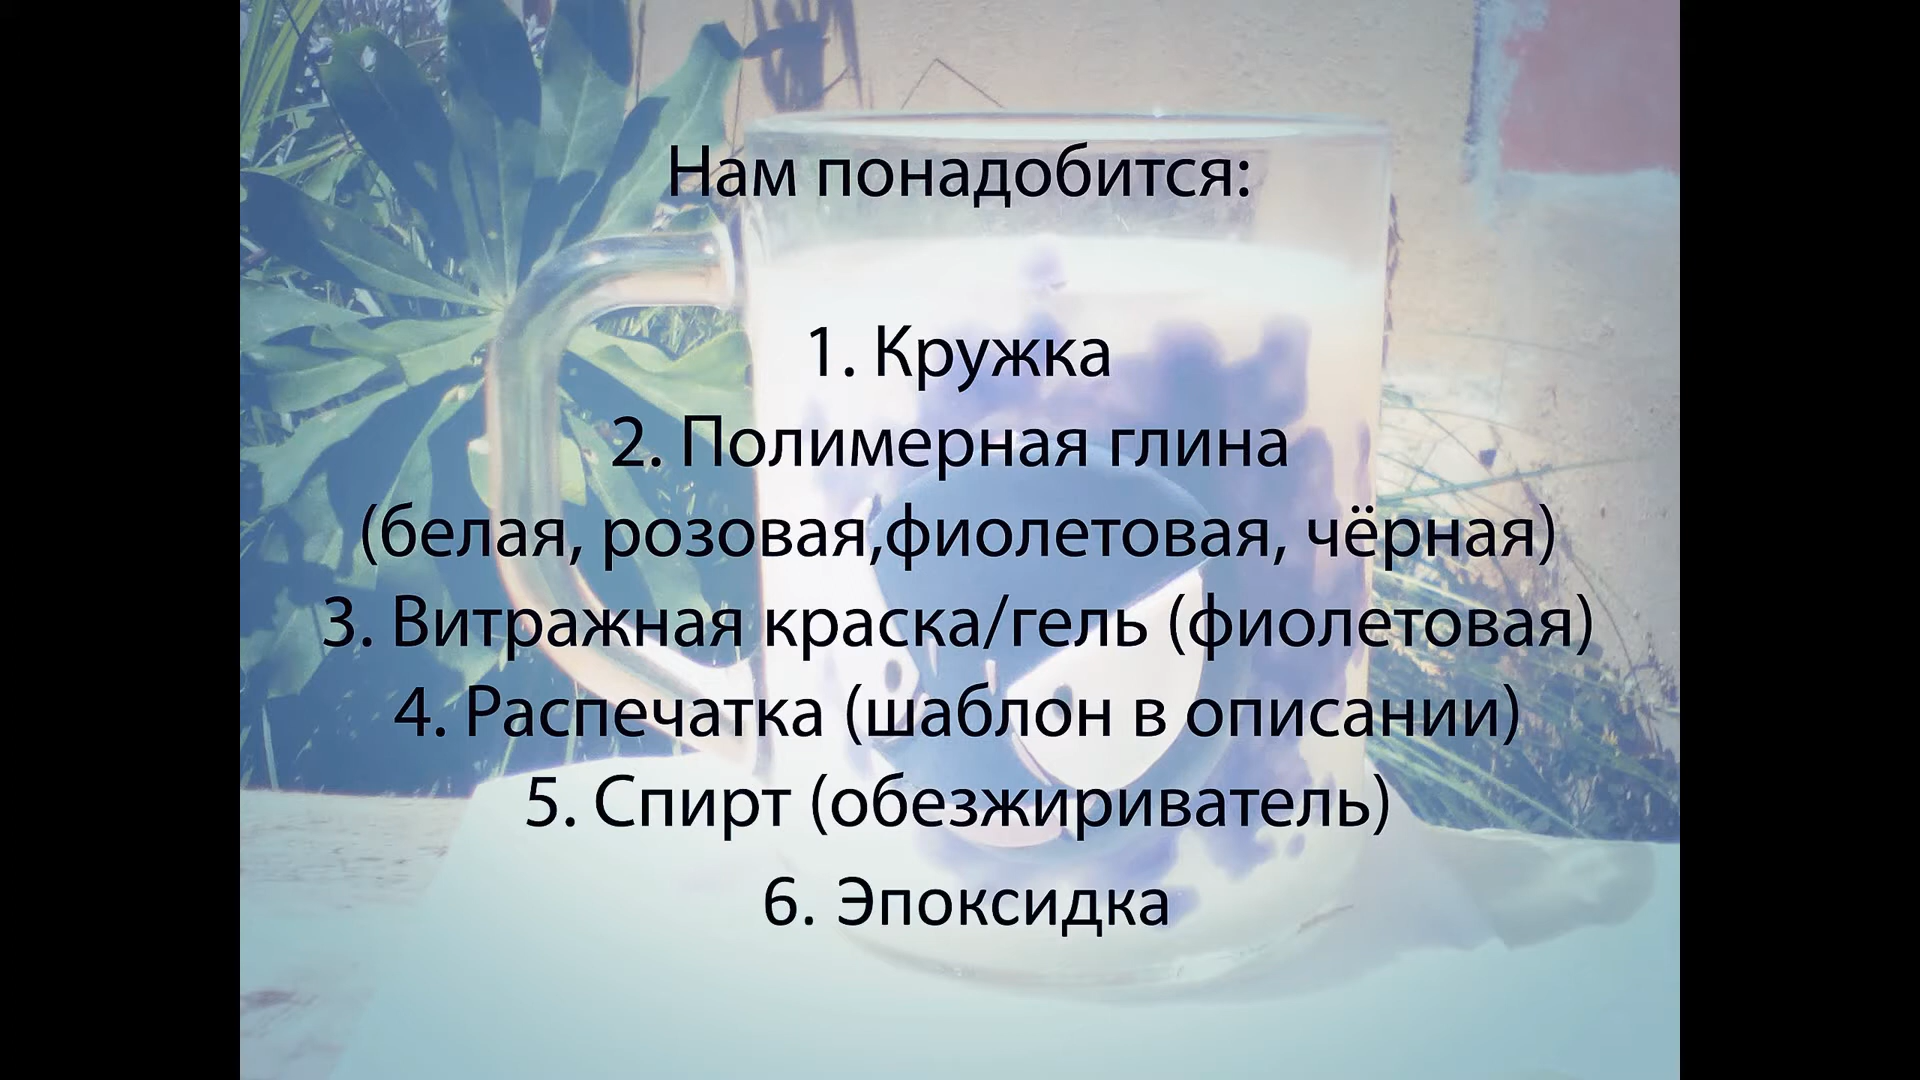 Нам понадобится:
1. Кружка
2. Полимерная глина
(белая, розовая,фиолетовая, чёрная)
3. Витражная краска/гель (фиолетовая)
4. Распечатка (шаблон в описании)
5. Спирт (обезжириватель)
6. Эпоксидка